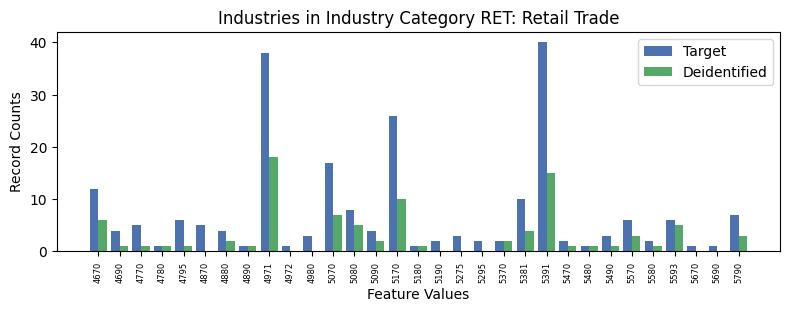 Industries in Industry Category RET: Retail Trade
Target
Deidentified
Record Counts
40
30
20
10
0
4670 4690 4770 4780 4795 4870 4880 4890 4971 4972 4980 5070 5080 5090 5170 5180 5190 5275 5295 5370 5381 5391 5470 5480 5490 5570 5580 5593 5670 5690 5790
Feature Values